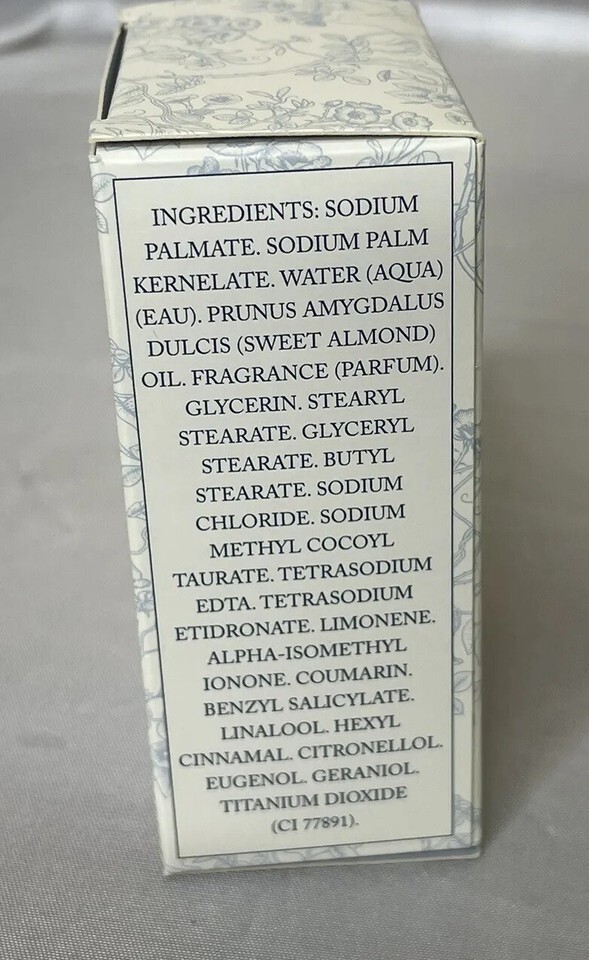 INGREDIENTS: SODIUM
PALMATE. SODIUM PALM
KERNELATE. WATER (AQUA)
(EAU). PRUNUS AMYGDALUS
DULCIS (SWEET ALMOND)
OIL. FRAGRANCE (PARFUM).
GLYCERIN. STEARYL
STEARATE. GLYCERYL
STEARATE. BUTYL
STEARATE. SODIUM
CHLORIDE. SODIUM
METHYL COCOYL
TAURATE. TETRASODIUM
EDTA. TETRASODIUM
ETIDRONATE. LIMONENE.
ALPHA-ISOMETHYL
IONONE. COUMARIN.
BENZYL SALICYLATE.
LINALOOL. HEXYL
CINNAMAL. CITRONELLOL.
EUGENOL. GERANIOL.
TITANIUM DIOXIDE
(CI 77891).